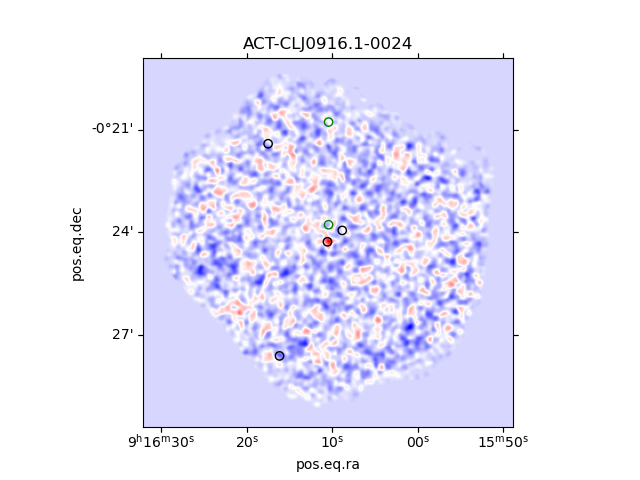 ACT-CLJ0916.1-0024
-0°21'
24'
27'
9ʰ16ᵐ30ˢ 20ˢ 10ˢ 00ˢ 15ᵐ50ˢ
pos.eq.ra
pos.eq.dec